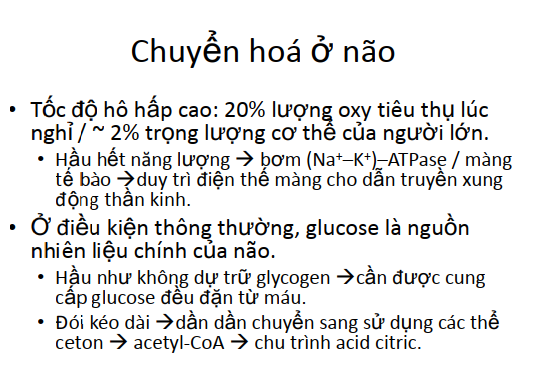 Chuyển hoá ở não
• Tốc độ hô hấp cao: 20% lượng oxy tiêu thụ lúc
nghỉ / ~ 2% trọng lượng cơ thể của người lớn.
• Hầu hết năng lượng → bơm (Na⁺–K⁺)–ATPase / màng
tế bào →duy trì điện thế màng cho dẫn truyền xung
động thần kinh.
• Ở điều kiện thông thường, glucose là nguồn
nhiên liệu chính của não.
• Hầu như không dự trữ glycogen →cần được cung
cấp glucose đều đặn từ máu.
• Đói kéo dài →dần dần chuyển sang sử dụng các thể
ceton → acetyl-CoA → chu trình acid citric.